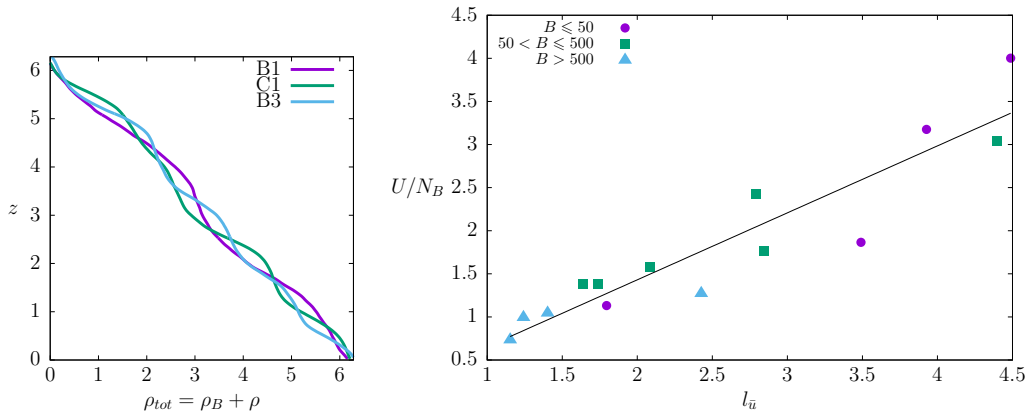 B1
C1
B3
6
5
4
3
2
1
0
z
0 1 2 3 4 5 6
ρ_tot = ρ_B + ρ
B ⩽ 50
50 < B ⩽ 500
B > 500
4.5
4
3.5
3
2.5
2
1.5
1
0.5
U/N_B
1 1.5 2 2.5 3 3.5 4 4.5
l_ū